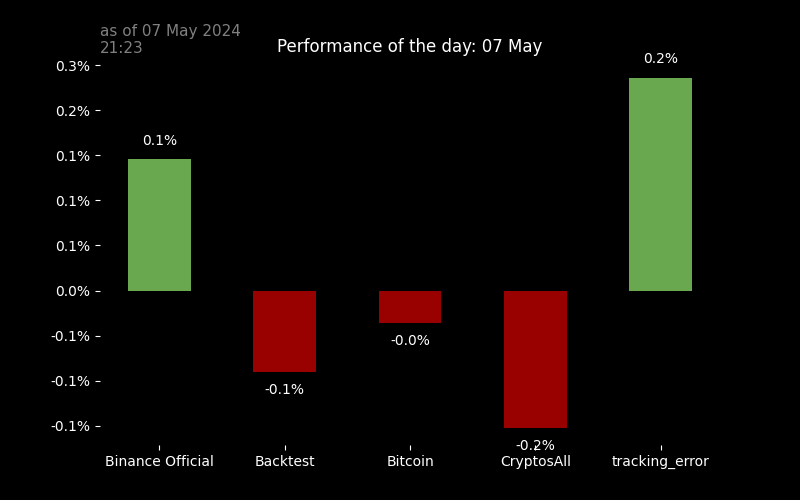 as of 07 May 2024
21:23
Performance of the day: 07 May
0.3%
0.2%
0.1%
0.1%
0.1%
0.0%
-0.1%
-0.1%
-0.1%
0.1%
-0.1%
-0.0%
-0.2%
0.2%
Binance Official
Backtest
Bitcoin
CryptosAll
tracking_error